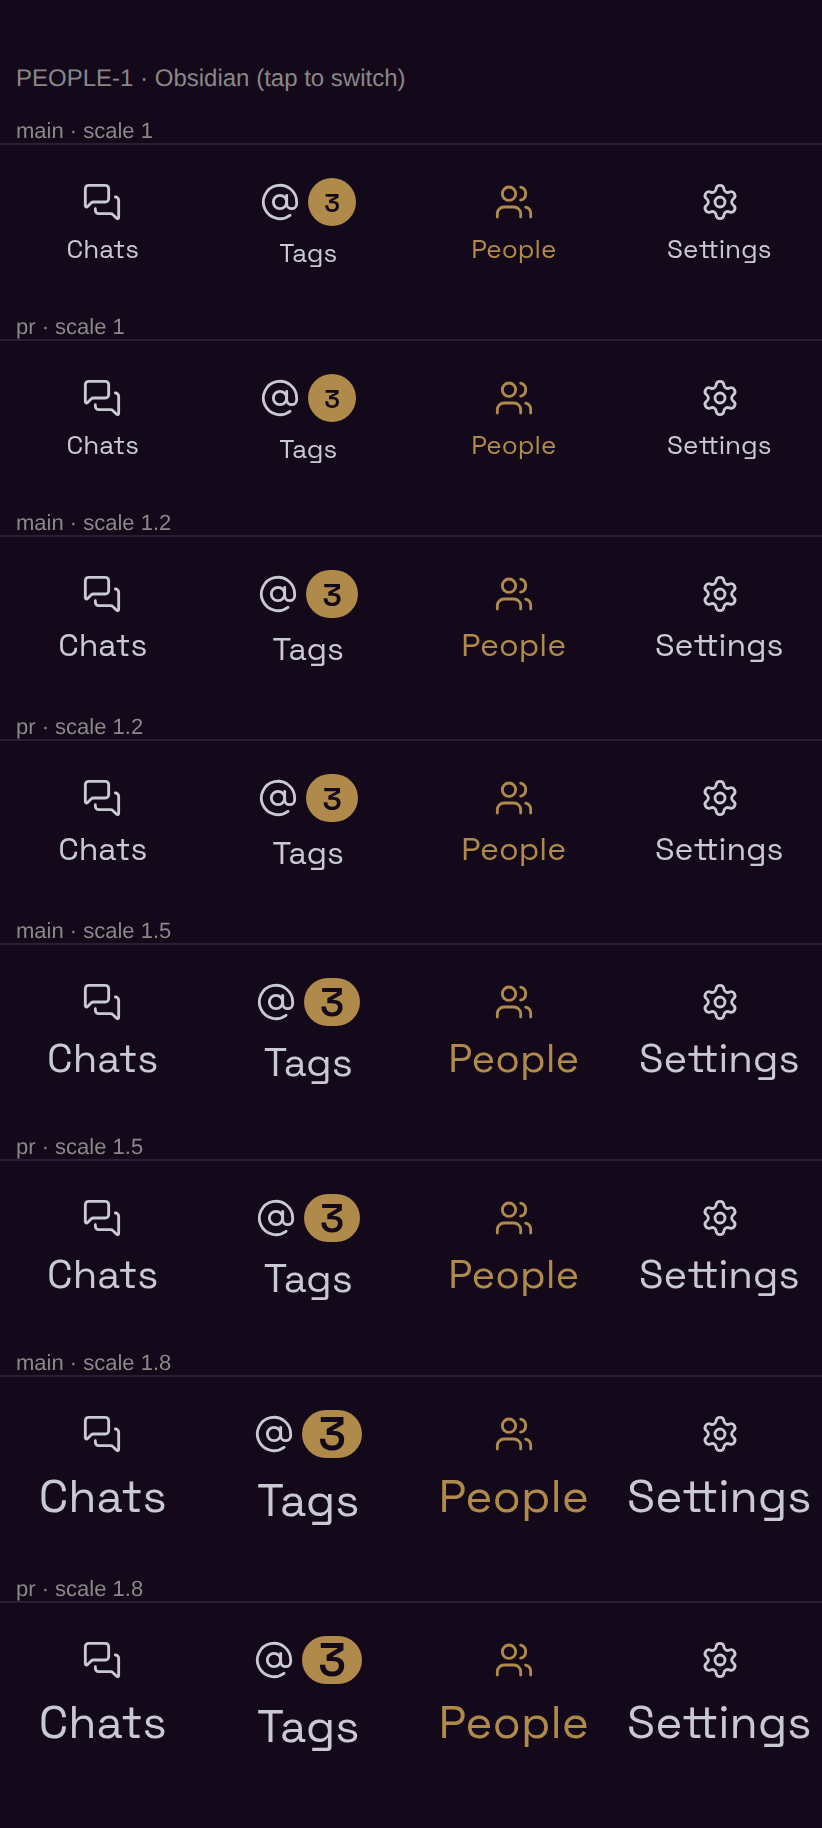 PEOPLE-1 · Obsidian (tap to switch)
main · scale 1
3
Chats Tags People Settings
pr · scale 1
3
Chats Tags People Settings
main · scale 1.2
3
Chats Tags People Settings
pr · scale 1.2
3
Chats Tags People Settings
main · scale 1.5
3
Chats Tags People Settings
pr · scale 1.5
3
Chats Tags People Settings
main · scale 1.8
3
Chats Tags People Settings
pr · scale 1.8
3
Chats Tags People Settings